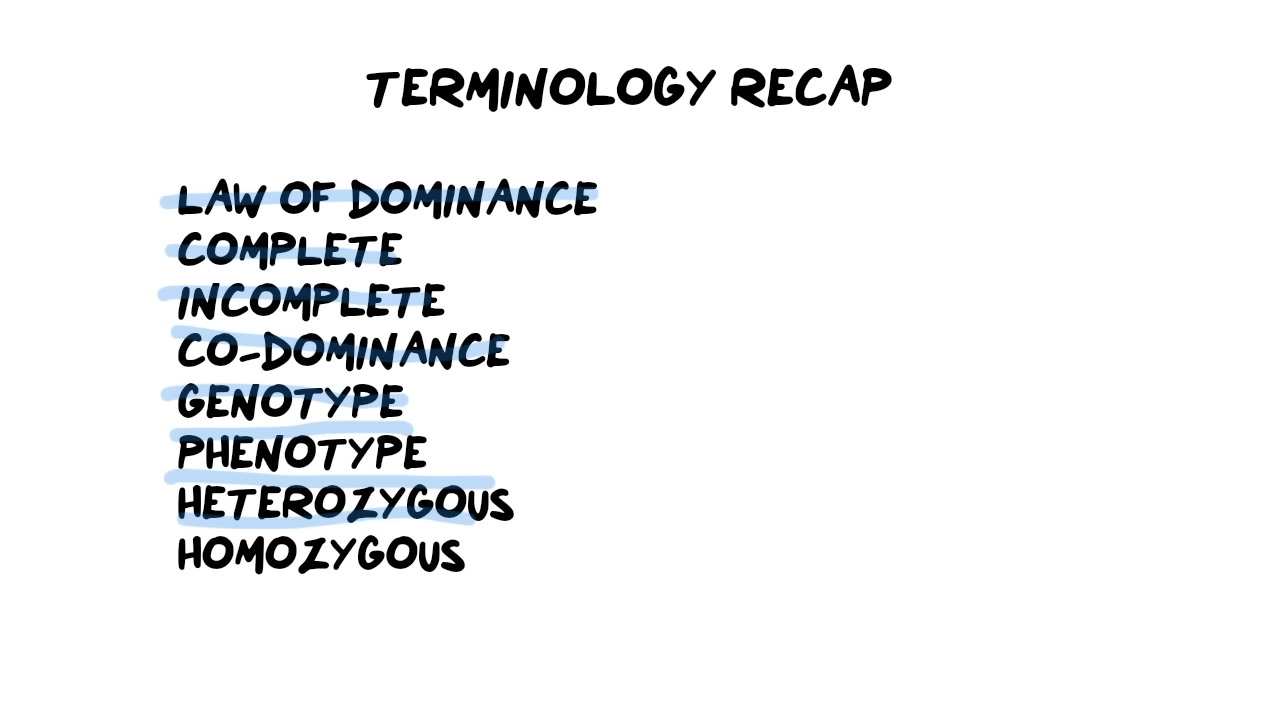 TERMINOLOGY RECAP
LAW OF DOMINANCE
COMPLETE
INCOMPLETE
CO-DOMINANCE
GENOTYPE
PHENOTYPE
HETEROZYGOUS
HOMOZYGOUS